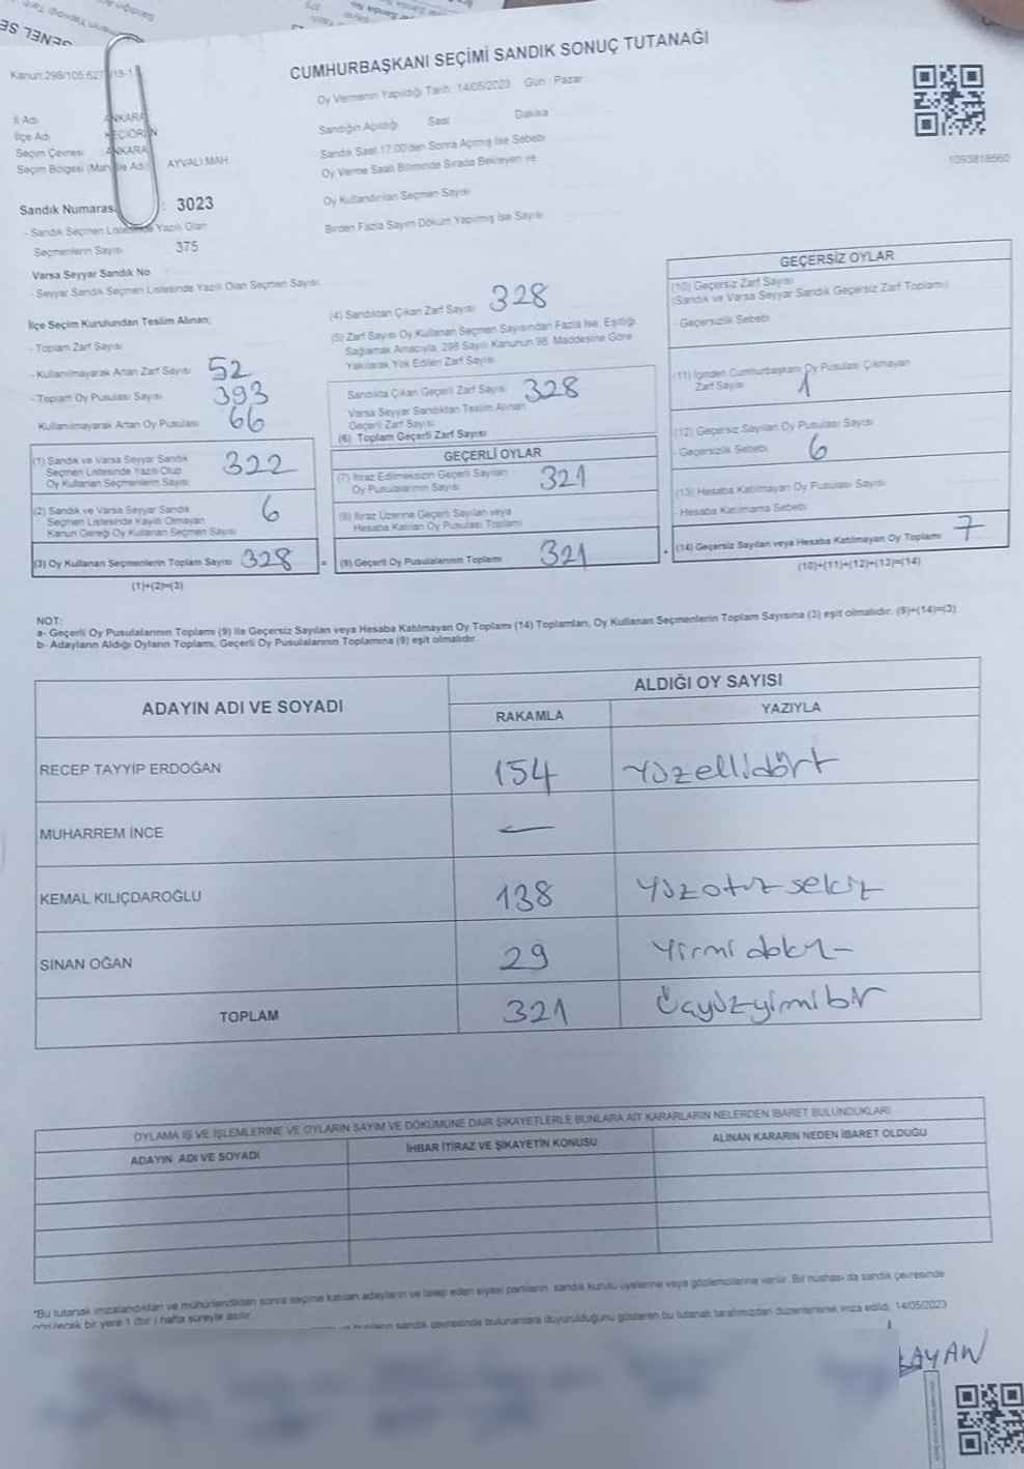 GENEL SE
CUMHURBAŞKANI SEÇİMİ SANDIK SONUÇ TUTANAĞI
Oy Vermenin Yapıldığı Tarih: 14/05/2023 Gün : Pazar
İl Adı : ANKARA
İlçe Adı : KEÇİÖREN
Seçim Çevresi : ANKARA
Seçim Bölgesi AYVALI MAH.
Sandık Numarası : 3023
- Sandık Seçmen Listesinde Yazılı Olan
Seçmenlerin Sayısı 375
Varsa Seyyar Sandık No
- Seyyar Sandık Seçmen Listesinde Yazılı Olan Seçmen Sayısı
Sandığın Açıldığı Saat Dakika
Sandık Saat 17:00'den Sonra Açılmış İse Sebebi
Oy Verme Saati Bitiminde Sırada Bekleyen ve
Oy Kullandırılan Seçmen Sayısı
Birden Fazla Sayım Döküm Yapılmış İse Sayısı
1093818560
İlçe Seçim Kurulundan Teslim Alınan;
- Toplam Zarf Sayısı
- Kullanılmayarak Artan Zarf Sayısı 52
- Toplam Oy Pusulası Sayısı 393
Kullanılmayarak Artan Oy Pusulası 66
(1) Sandık ve Varsa Seyyar Sandık
Seçmen Listesinde Yazılı Olup
Oy Kullanan Seçmenlerin Sayısı 322
(2) Sandık ve Varsa Seyyar Sandık
Seçmen Listesinde Kayıtlı Olmayan
Kanun Gereği Oy Kullanan Seçmen Sayısı 6
(3) Oy Kullanan Seçmenlerin Toplam Sayısı 328
(1)+(2)=(3)
(4) Sandıktan Çıkan Zarf Sayısı 328
(5) Zarf Sayısı Oy Kullanan Seçmen Sayısından Fazla İse, Eşitliği
Sağlamak Amacıyla, 298 Sayılı Kanunun 98. Maddesine Göre
Yakılarak Yok Edilen Zarf Sayısı
Sandıkta Çıkan Geçerli Zarf Sayısı 328
Varsa Seyyar Sandıktan Teslim Alınan
Geçerli Zarf Sayısı
(6) Toplam Geçerli Zarf Sayısı
GEÇERLİ OYLAR
(7) İtiraz Edilmeksizin Geçerli Sayılan
Oy Pusulalarının Sayısı 321
(8) İtiraz Üzerine Geçerli Sayılan veya
Hesaba Katılan Oy Pusulası Toplamı
= (9) Geçerli Oy Pusulalarının Toplamı 321
GEÇERSİZ OYLAR
(10) Geçersiz Zarf Sayısı
(Sandık ve Varsa Seyyar Sandık Geçersiz Zarf Toplamı)
- Geçersizlik Sebebi
(11) İçinden Cumhurbaşkanı Oy Pusulası Çıkmayan
Zarf Sayısı 1
(12) Geçersiz Sayılan Oy Pusulası Sayısı
- Geçersizlik Sebebi 6
(13) Hesaba Katılmayan Oy Pusulası Sayısı
- Hesaba Katılmama Sebebi
+ (14) Geçersiz Sayılan veya Hesaba Katılmayan Oy Toplamı 7
(10)+(11)+(12)+(13)=(14)
NOT:
a- Geçerli Oy Pusulalarının Toplamı (9) ile Geçersiz Sayılan veya Hesaba Katılmayan Oy Toplamı (14) Toplamları, Oy Kullanan Seçmenlerin Toplam Sayısına (3) eşit olmalıdır. (9)+(14)=(3)
b- Adayların Aldığı Oyların Toplamı, Geçerli Oy Pusulalarının Toplamına (9) eşit olmalıdır.
ADAYIN ADI VE SOYADI ALDIĞI OY SAYISI
RAKAMLA YAZIYLA
RECEP TAYYİP ERDOĞAN 154 Yüzellidört
MUHARREM İNCE —
KEMAL KILIÇDAROĞLU 138 Yüzotuzsekiz
SİNAN OĞAN 29 Yirmi
TOPLAM 321 Üçyüzyimibir
OYLAMA İŞ VE İŞLEMLERİNE VE OYLARIN SAYIM VE DÖKÜMÜNE DAİR ŞİKAYETLERLE BUNLARA AİT KARARLARIN NELERDEN İBARET BULUNDUKLARI
ADAYIN ADI VE SOYADI İHBAR İTİRAZ VE ŞİKAYETİN KONUSU ALINAN KARARIN NEDEN İBARET OLDUĞU
*Bu tutanak imzalandıktan ve mühürlendikten sonra seçime katılan adayların ve talep eden siyasi partilerin, sandık kurulu üyelerine veya gözlemcilerine verilir. Bir nüshası da sandık çevresinde
görülecek bir yere 1 (bir) hafta süreyle asılır.
sandık çevresinde bulunanlara duyurulduğunu gösteren bu tutanak tarafımızdan düzenlenerek imza edildi. 14/05/2023